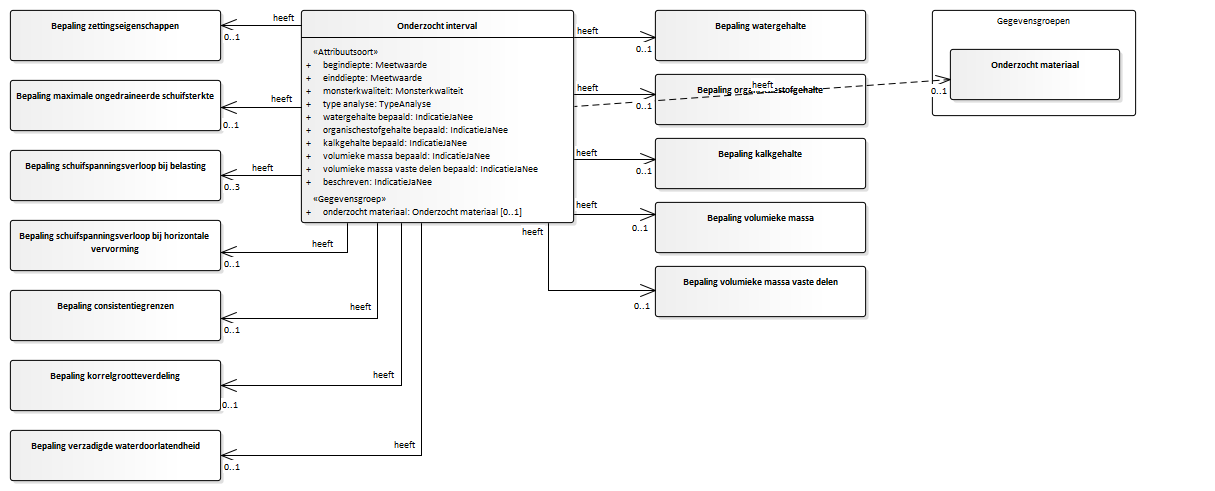 Bepaling zettingseigenschappen
heeft
0..1
Bepaling maximale ongedraineerde schuifsterkte
heeft
0..1
Bepaling schuifspanningsverloop bij belasting
heeft
0..3
Bepaling schuifspanningsverloop bij horizontale
vervorming
heeft
0..1
Bepaling consistentiegrenzen
heeft
0..1
Bepaling korrelgrootteverdeling
heeft
0..1
Bepaling verzadigde waterdoorlatendheid
heeft
0..1
Onderzocht interval
«Attribuutsoort»
+ begindiepte: Meetwaarde
+ einddiepte: Meetwaarde
+ monsterkwaliteit: Monsterkwaliteit
+ type analyse: TypeAnalyse
+ watergehalte bepaald: IndicatieJaNee
+ organischestofgehalte bepaald: IndicatieJaNee
+ kalkgehalte bepaald: IndicatieJaNee
+ volumieke massa bepaald: IndicatieJaNee
+ volumieke massa vaste delen bepaald: IndicatieJaNee
+ beschreven: IndicatieJaNee
«Gegevensgroep»
+ onderzocht materiaal: Onderzocht materiaal [0..1]
heeft
0..1
Bepaling watergehalte
heeft
0..1
Bepaling organischestofgehalte
heeft
0..1
Bepaling kalkgehalte
heeft
0..1
Bepaling volumieke massa
heeft
0..1
Bepaling volumieke massa vaste delen
heeft
0..1
Gegevensgroepen
Onderzocht materiaal
heeft
0..1